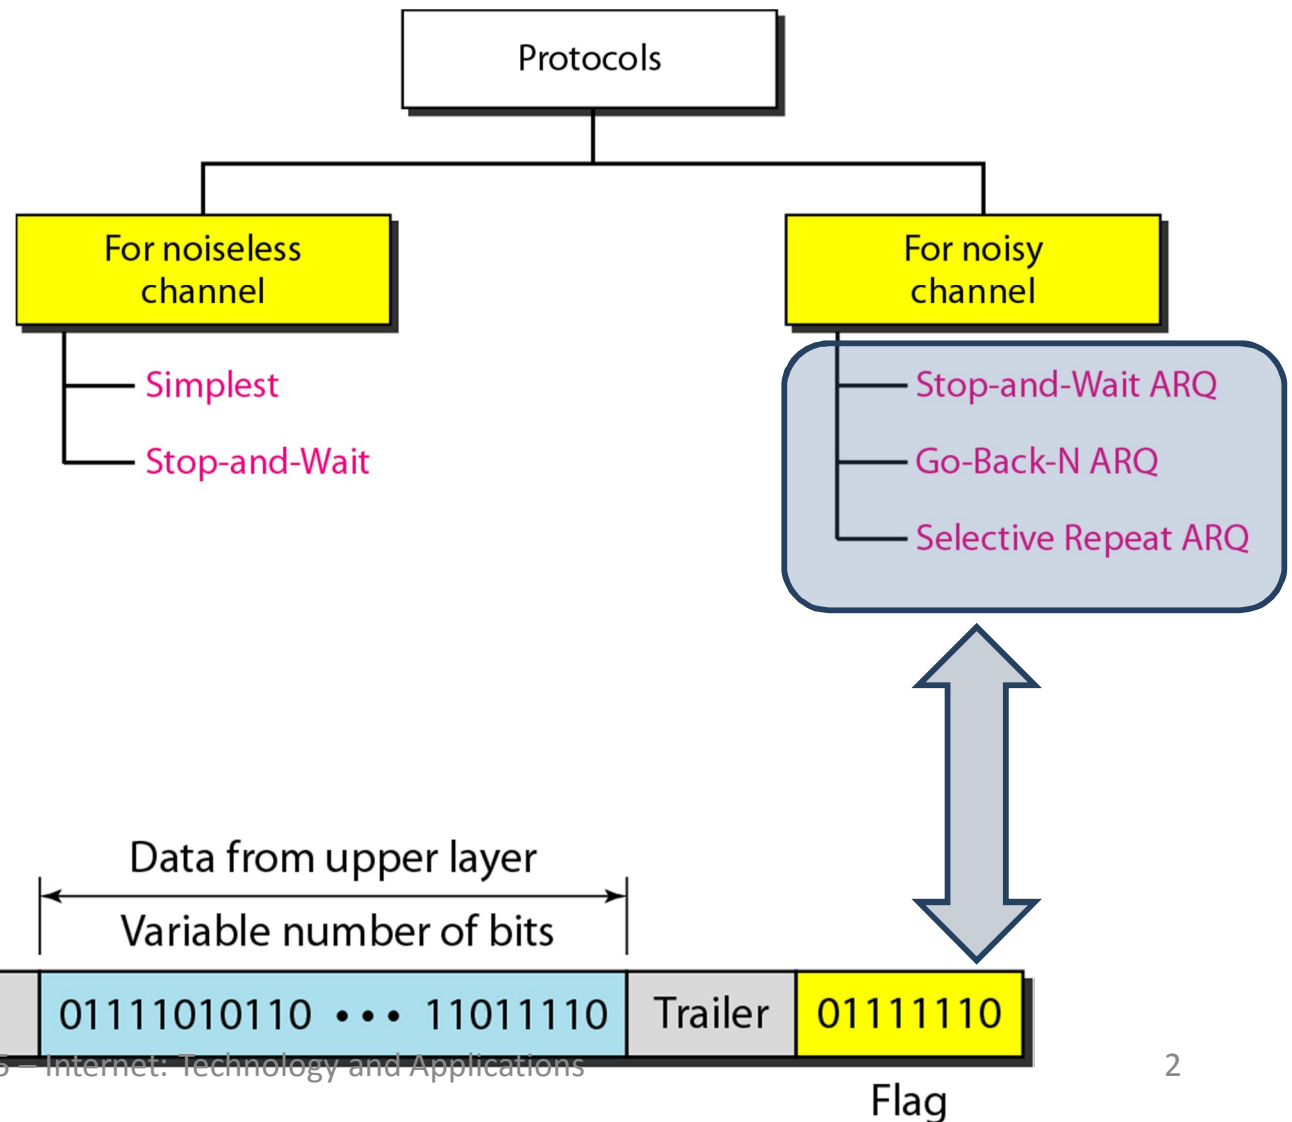 Protocols
For noiseless
channel
For noisy
channel
Simplest
Stop-and-Wait
Stop-and-Wait ARQ
Go-Back-N ARQ
Selective Repeat ARQ
Data from upper layer
Variable number of bits
01111010110 ••• 11011110
Trailer
01111110
5 – Internet: Technology and Applications
2
Flag